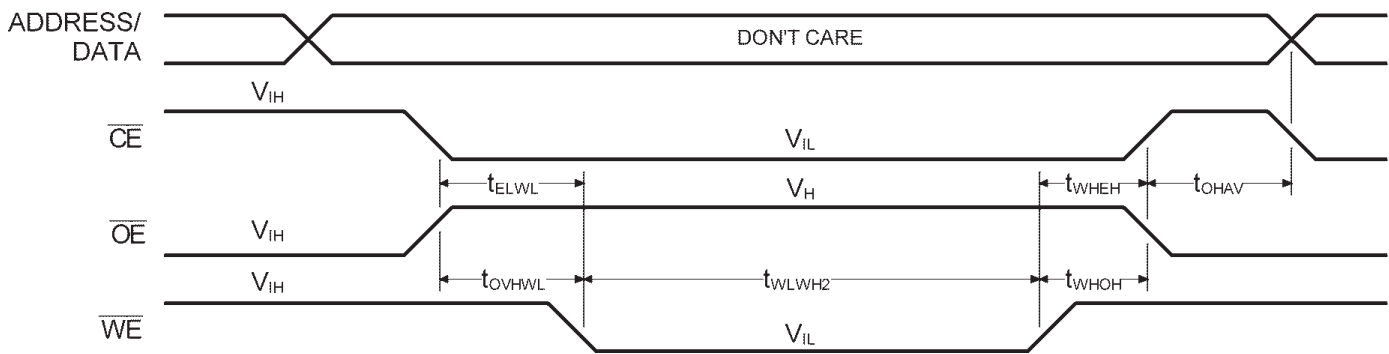 ADDRESS/
DATA
DON'T CARE
VIH
CE
VIL
tELWL
VH
tWHEH
tOHAV
OE
VIH
VIH
tOVHWL
tWLWH2
tWHOH
WE
VIL